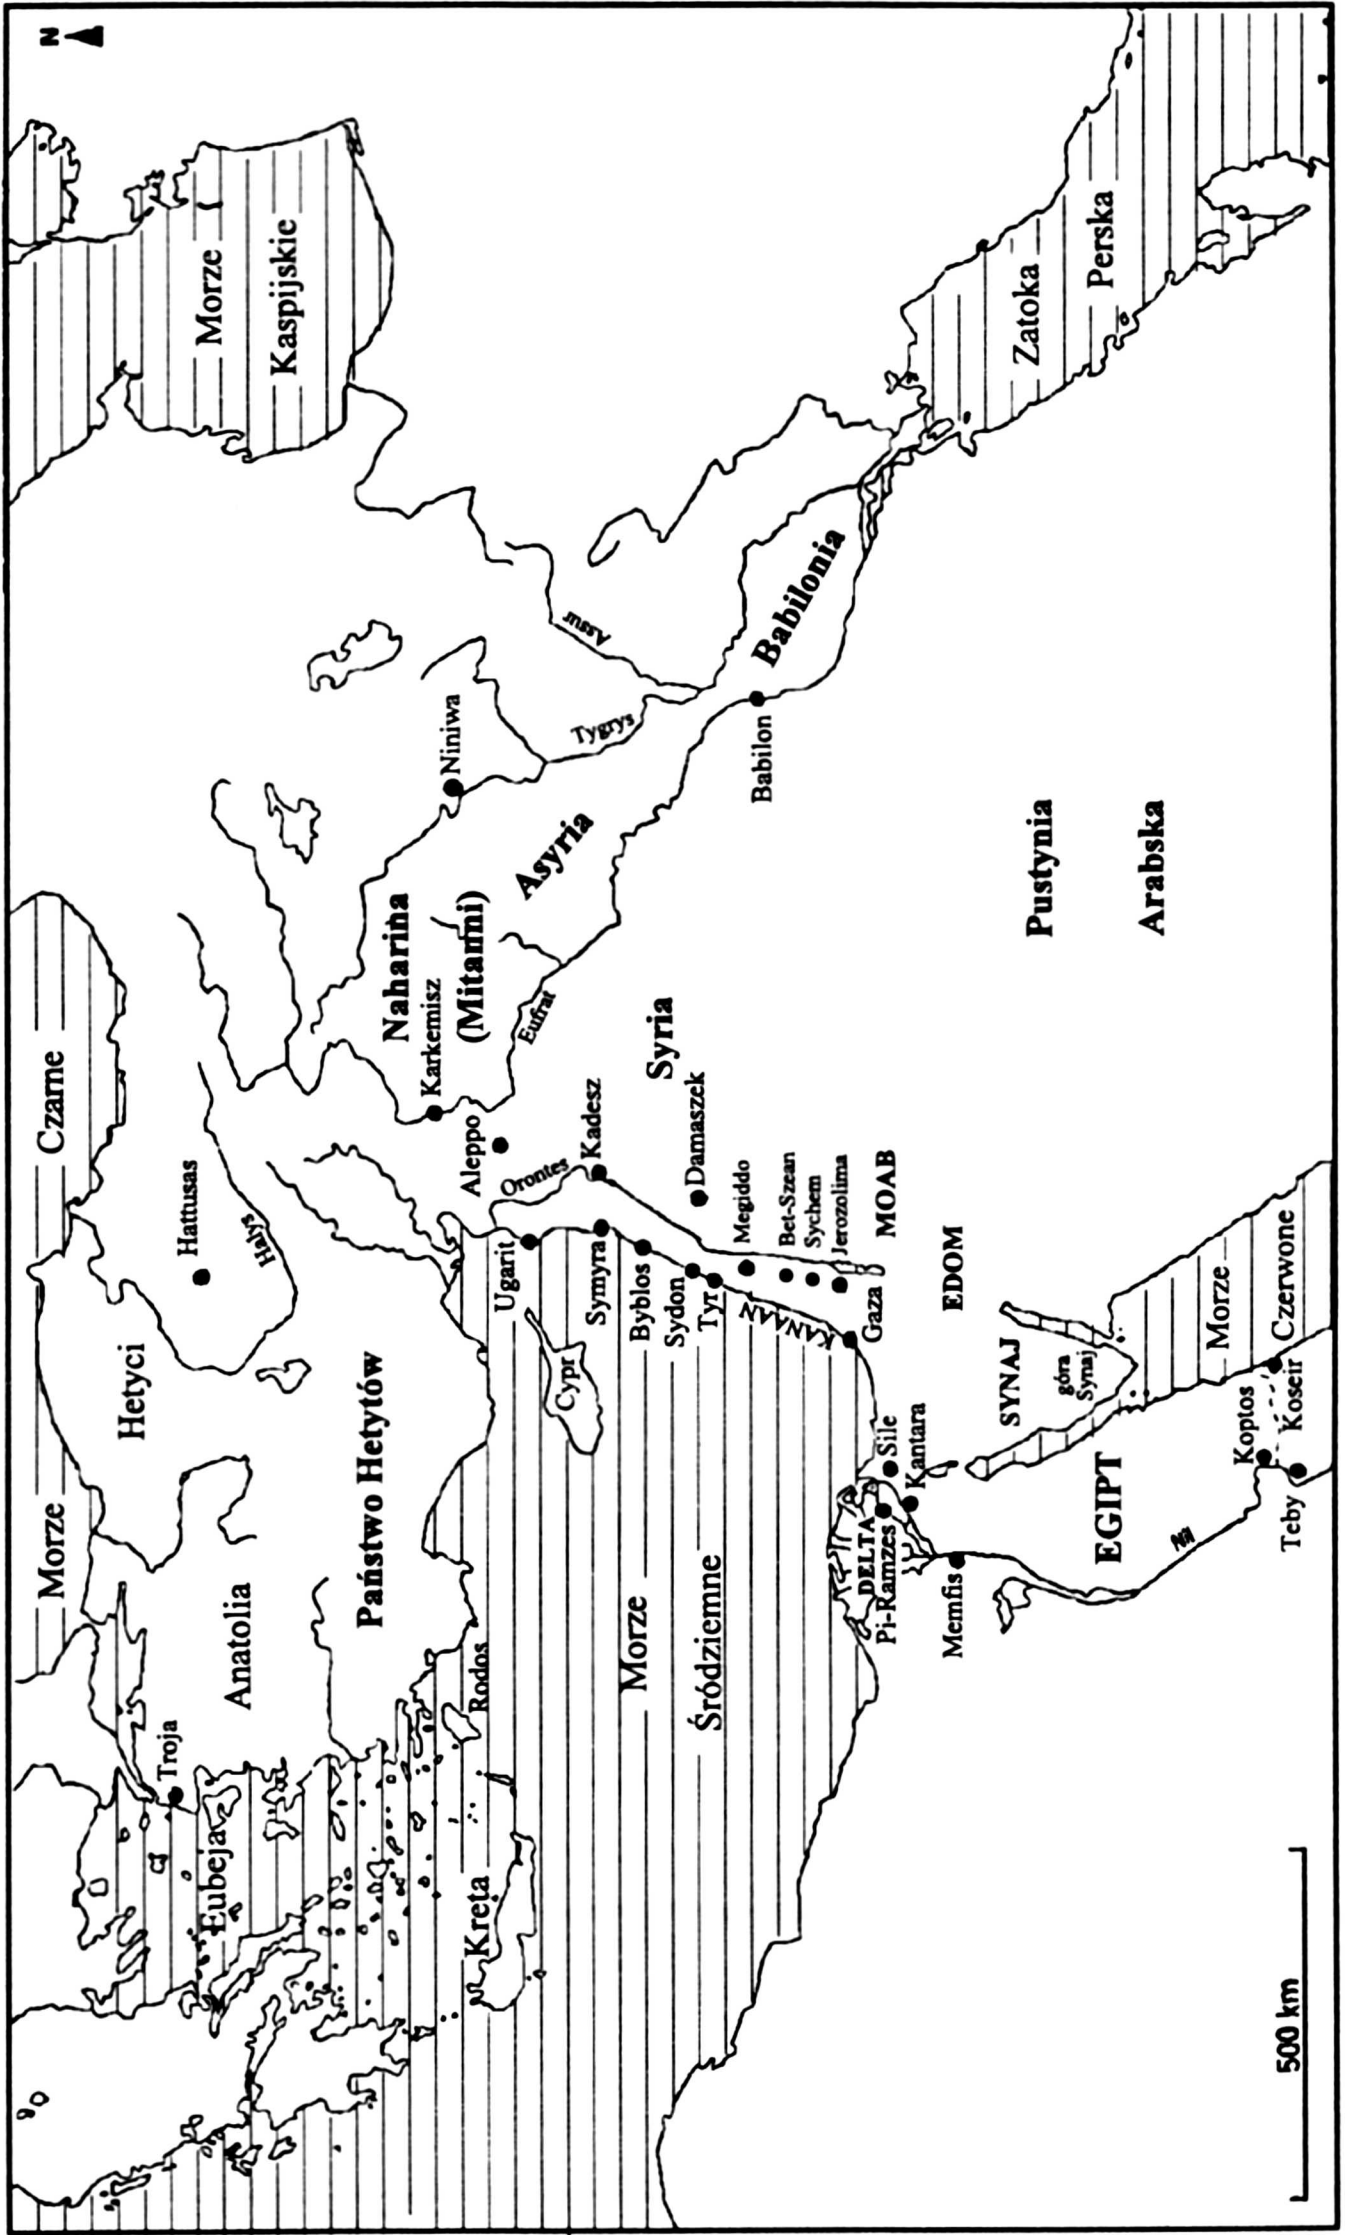 N
Morze
Czarne
Troja
Hetyci
Hattusas
Morze
Kaspijskie
Eubeja
Anatolia
Halys
Państwo Hetytów
Naharina
(Mitanni)
Karkemisz
Niniwa
Kreta
Rodos
Aleppo
Ugarit
Orontes
Eufrat
Asyria
Cypr
Tygrys
Assur
Symyra
Kadesz
Morze
Śródziemne
Byblos
Syria
Sydon
Tyr
Damaszek
Megiddo
Babilon
Babilonia
KANAAN
Bet-Szean
Sychem
Jerozolima
Gaza
MOAB
DELTA
Pi-Ramzes
Sile
Kantara
Memfis
EDOM
SYNAJ
góra
Synaj
Zatoka
Perska
Pustynia
Arabska
EGIPT
Nil
Morze
Czerwone
Koptos
Koseir
Teby
500 km